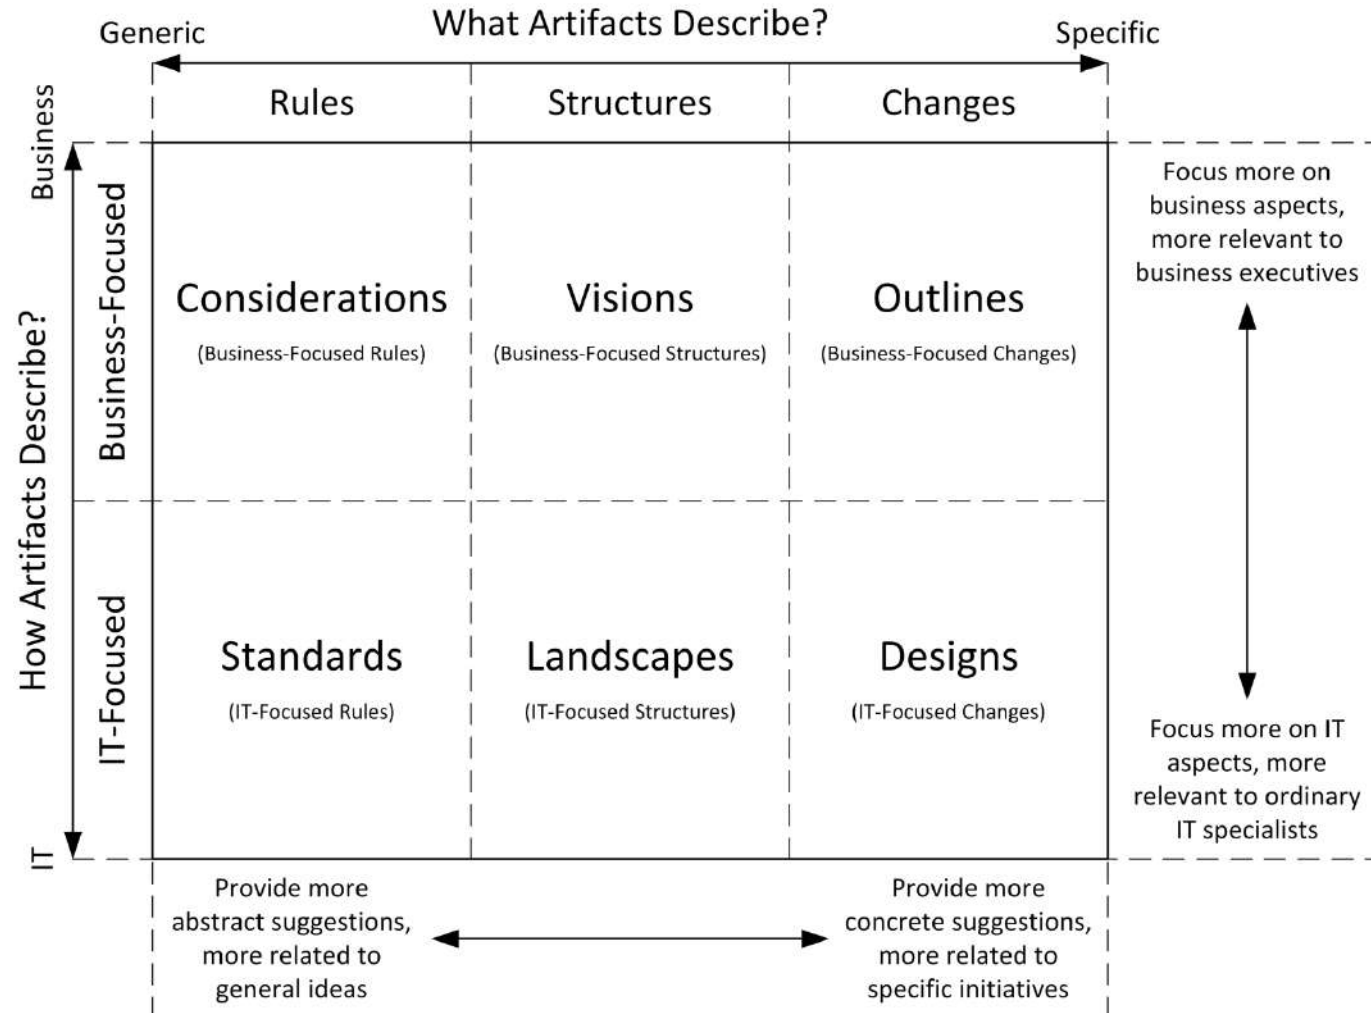 What Artifacts Describe?
Generic
Specific
Rules
Structures
Changes
Business
How Artifacts Describe?
Business-Focused
Considerations
(Business-Focused Rules)
Visions
(Business-Focused Structures)
Outlines
(Business-Focused Changes)
Focus more on
business aspects,
more relevant to
business executives
IT-Focused
Standards
(IT-Focused Rules)
Landscapes
(IT-Focused Structures)
Designs
(IT-Focused Changes)
Focus more on IT
aspects, more
relevant to ordinary
IT specialists
IT
Provide more
abstract suggestions,
more related to
general ideas
Provide more
concrete suggestions,
more related to
specific initiatives